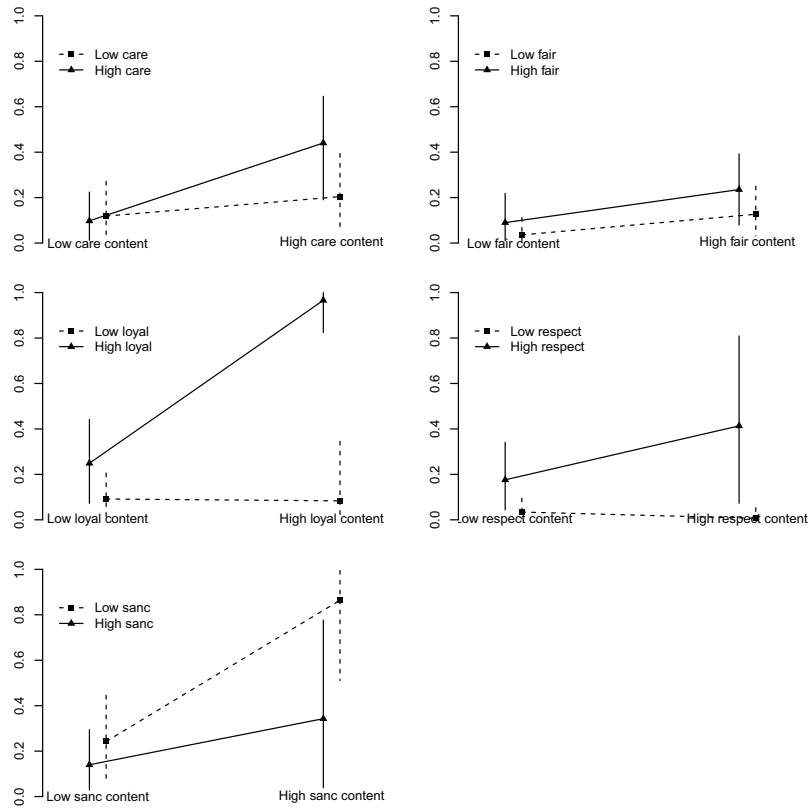 1.0
0.8
0.6
0.4
0.2
0.0
Low care
High care
Low care content
High care content
1.0
0.8
0.6
0.4
0.2
0.0
Low fair
High fair
Low fair content
High fair content
1.0
0.8
0.6
0.4
0.2
0.0
Low loyal
High loyal
Low loyal content
High loyal content
1.0
0.8
0.6
0.4
0.2
0.0
Low respect
High respect
Low respect content
High respect content
1.0
0.8
0.6
0.4
0.2
0.0
Low sanc
High sanc
Low sanc content
High sanc content